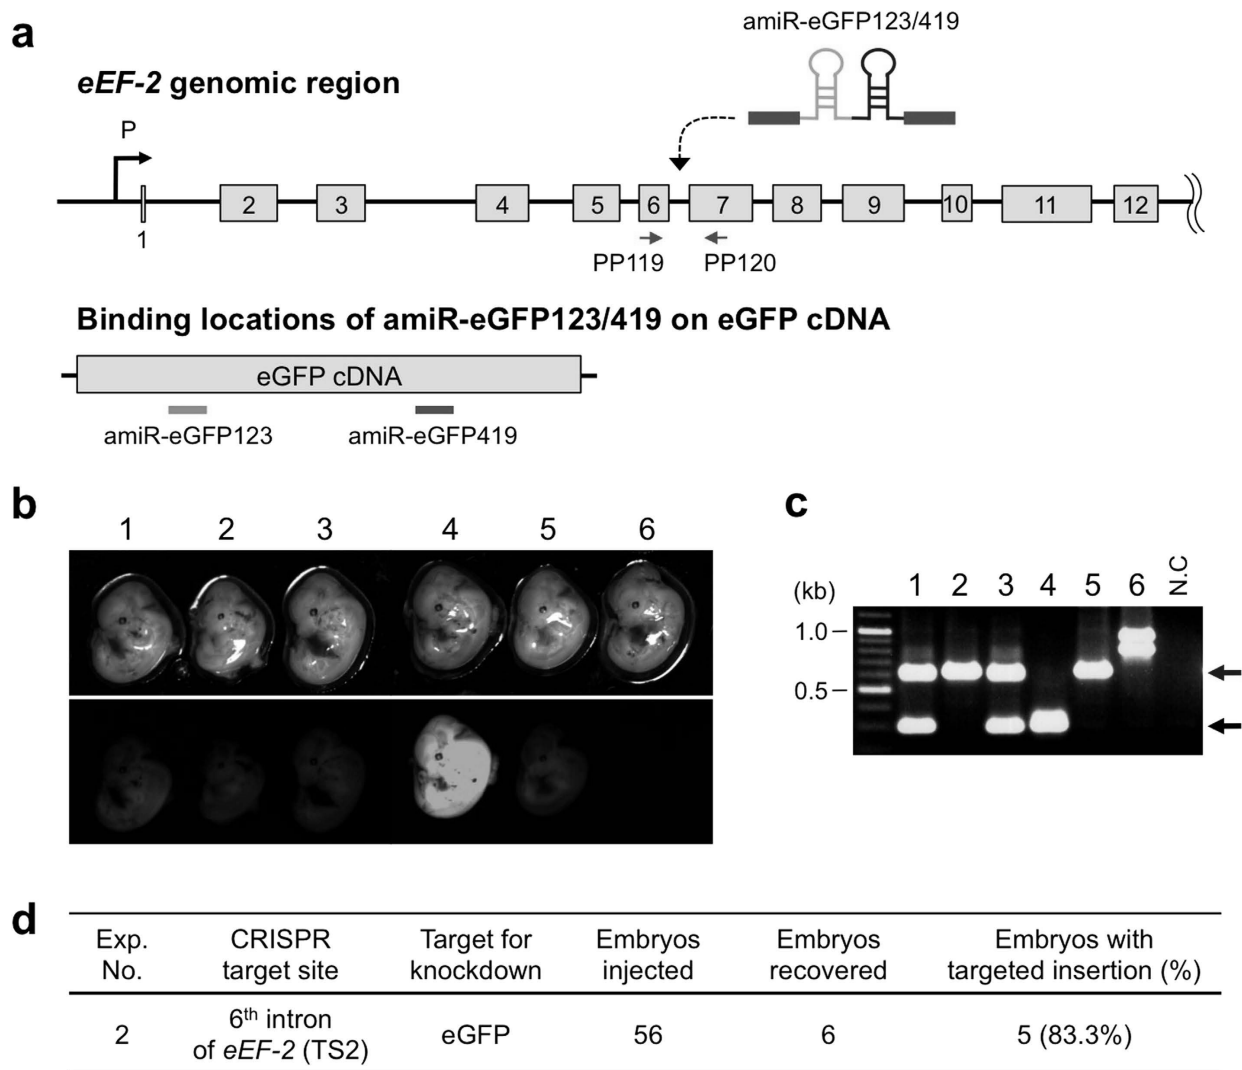 a
amiR-eGFP123/419
eEF-2 genomic region
P
1
2
3
4
5
6
7
8
9
10
11
12
PP119
PP120
Binding locations of amiR-eGFP123/419 on eGFP cDNA
eGFP cDNA
amiR-eGFP123
amiR-eGFP419
b
1 2 3 4 5 6
c
(kb) 1 2 3 4 5 6 N.C
1.0
0.5
d
Exp. No.
CRISPR target site
Target for knockdown
Embryos injected
Embryos recovered
Embryos with targeted insertion (%)
2
6th intron of eEF-2 (TS2)
eGFP
56
6
5 (83.3%)